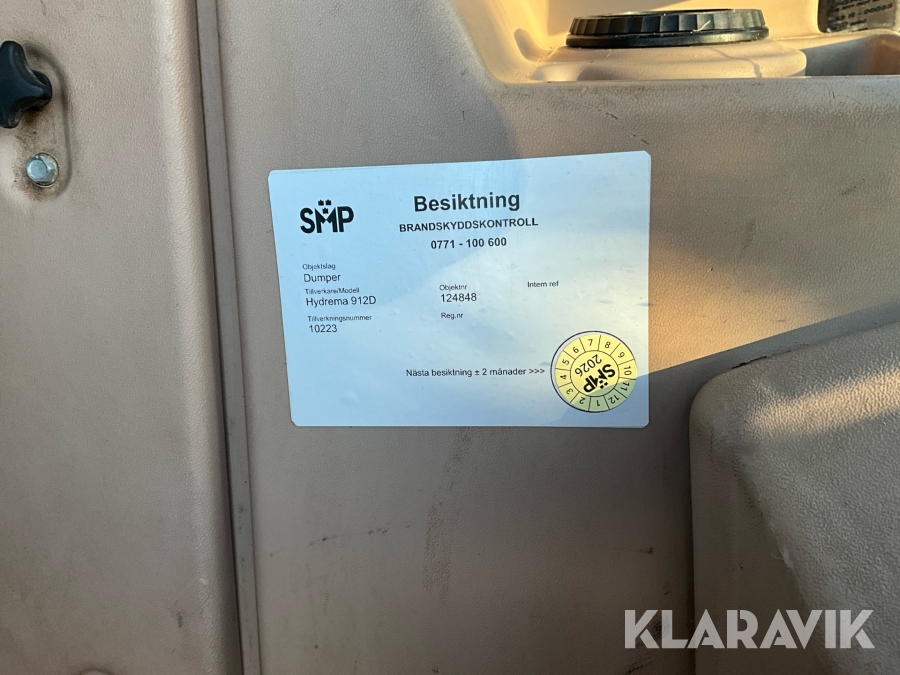 SMP
Besiktning
BRANDSKYDDSKONTROLL
0771 - 100 600
Objektslag
Dumper
Tillverkare/Modell
Hydrema 912D
Tillverkningsnummer
10223
Objektnr
124848
Intern ref
Reg.nr
Nästa besiktning ± 2 månader >>>
1 2 3 4 5 6 7 8 9 10 11 12
2026
SMP
KLARAVIK